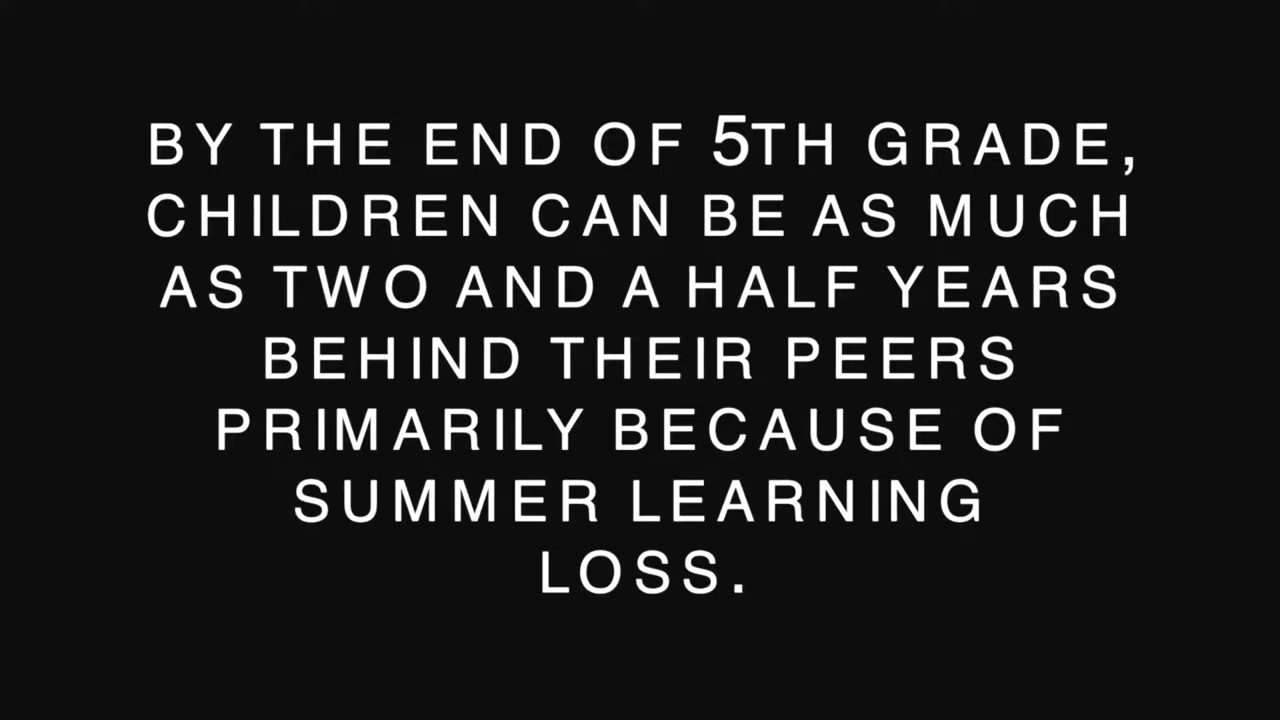 BY THE END OF 5TH GRADE,
CHILDREN CAN BE AS MUCH
AS TWO AND A HALF YEARS
BEHIND THEIR PEERS
PRIMARILY BECAUSE OF
SUMMER LEARNING
LOSS.